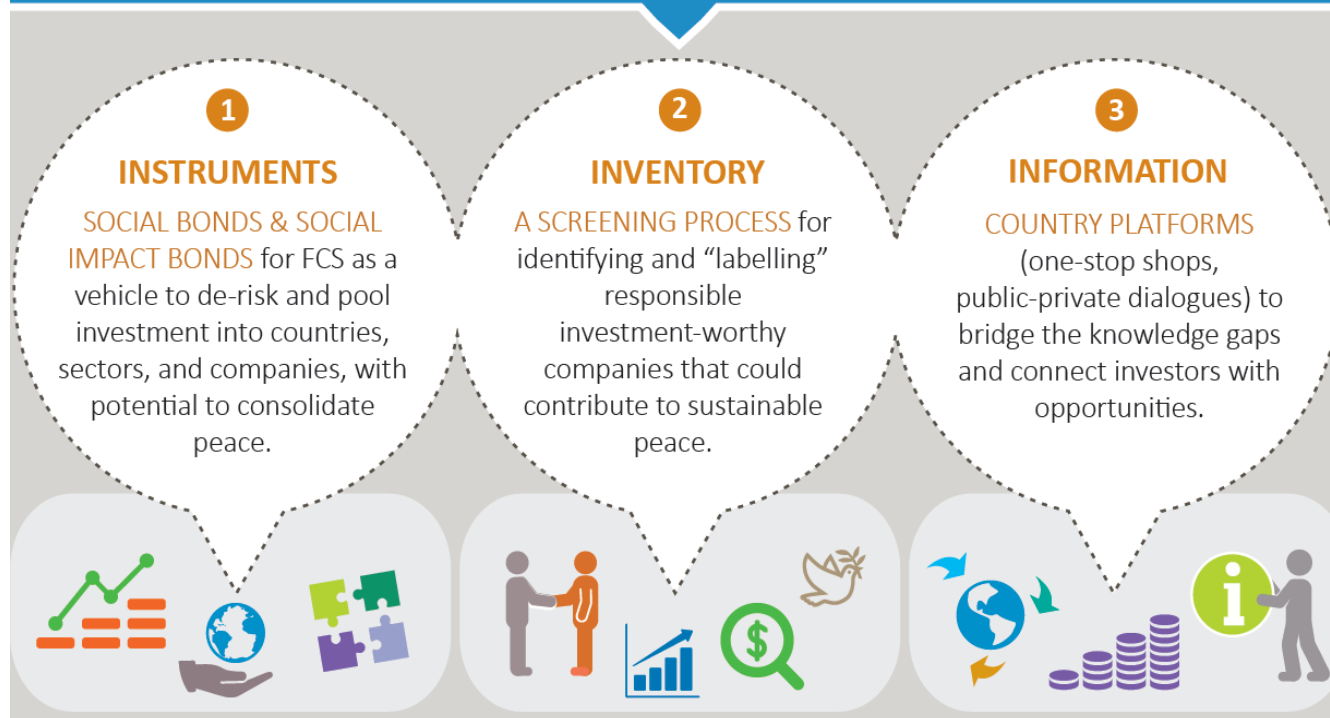 1
INSTRUMENTS
SOCIAL BONDS & SOCIAL
IMPACT BONDS for FCS as a
vehicle to de-risk and pool
investment into countries,
sectors, and companies, with
potential to consolidate
peace.
2
INVENTORY
A SCREENING PROCESS for
identifying and “labelling”
responsible
investment-worthy
companies that could
contribute to sustainable
peace.
3
INFORMATION
COUNTRY PLATFORMS
(one-stop shops,
public-private dialogues) to
bridge the knowledge gaps
and connect investors with
opportunities.
$
i